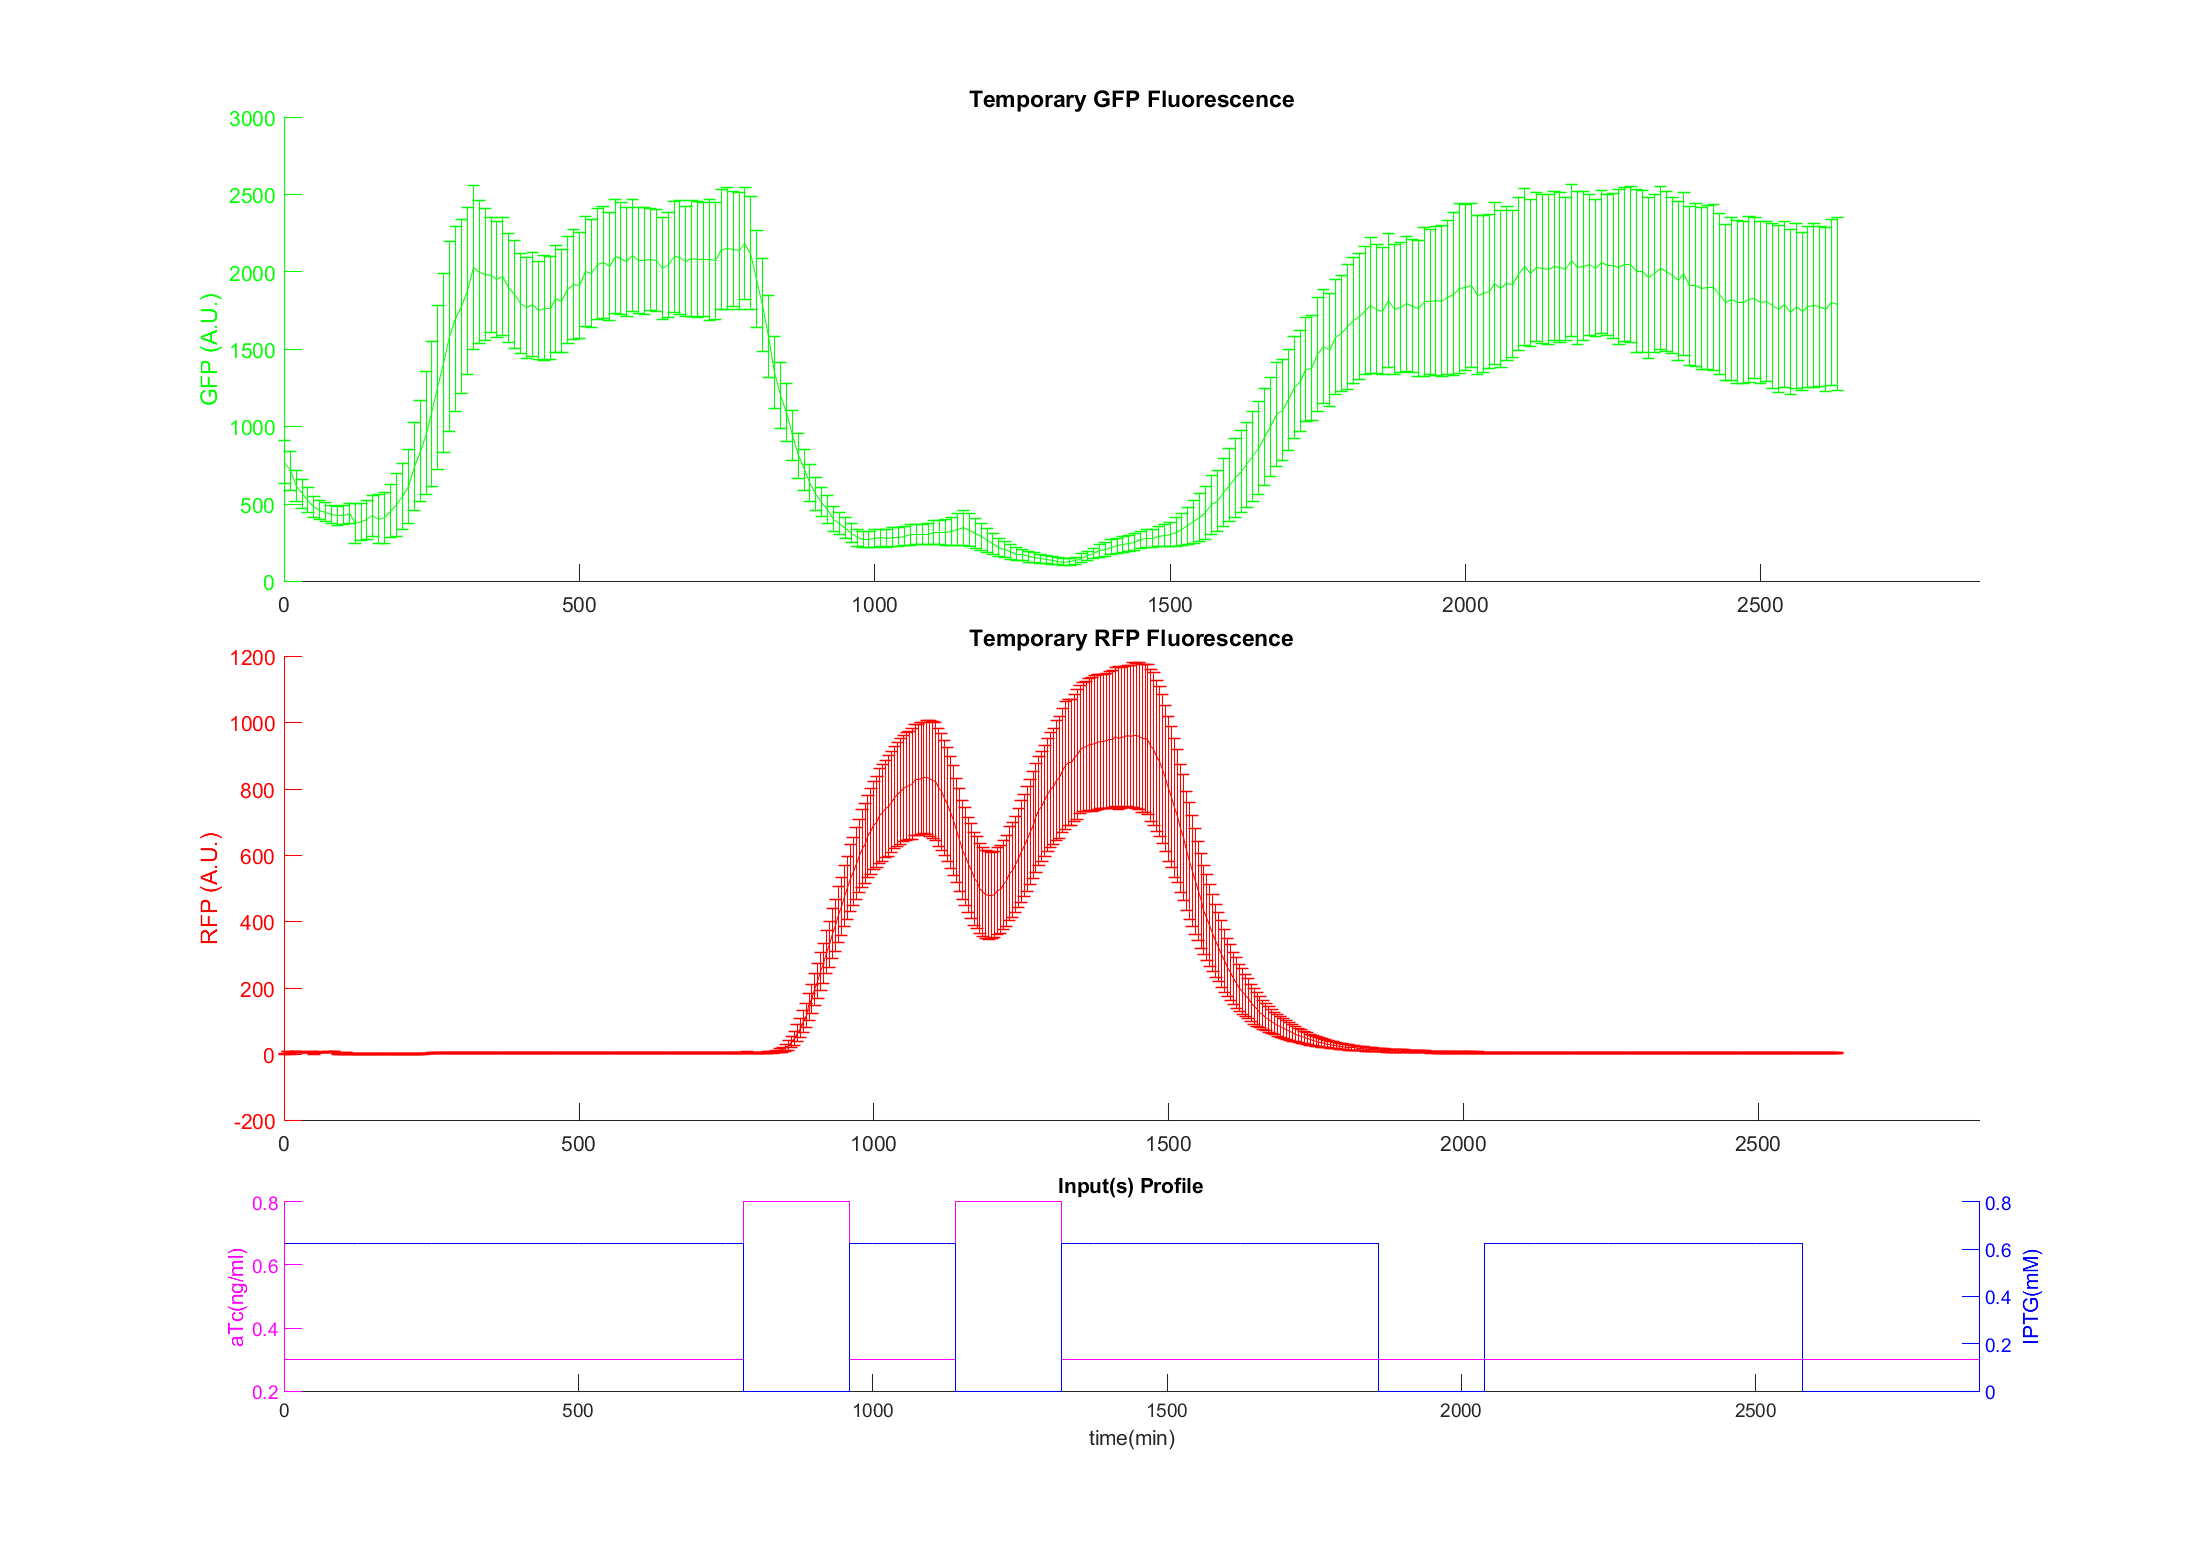 Temporary GFP Fluorescence
3000
2500
2000
1500
1000
500
0
GFP (A.U.)
0 500 1000 1500 2000 2500
Temporary RFP Fluorescence
1200
1000
800
600
400
200
0
-200
RFP (A.U.)
0 500 1000 1500 2000 2500
Input(s) Profile
0.8
0.6
0.4
0.2
aTc(ng/ml)
0.8
0.6
0.4
0.2
0
IPTG(mM)
0 500 1000 1500 2000 2500
time(min)